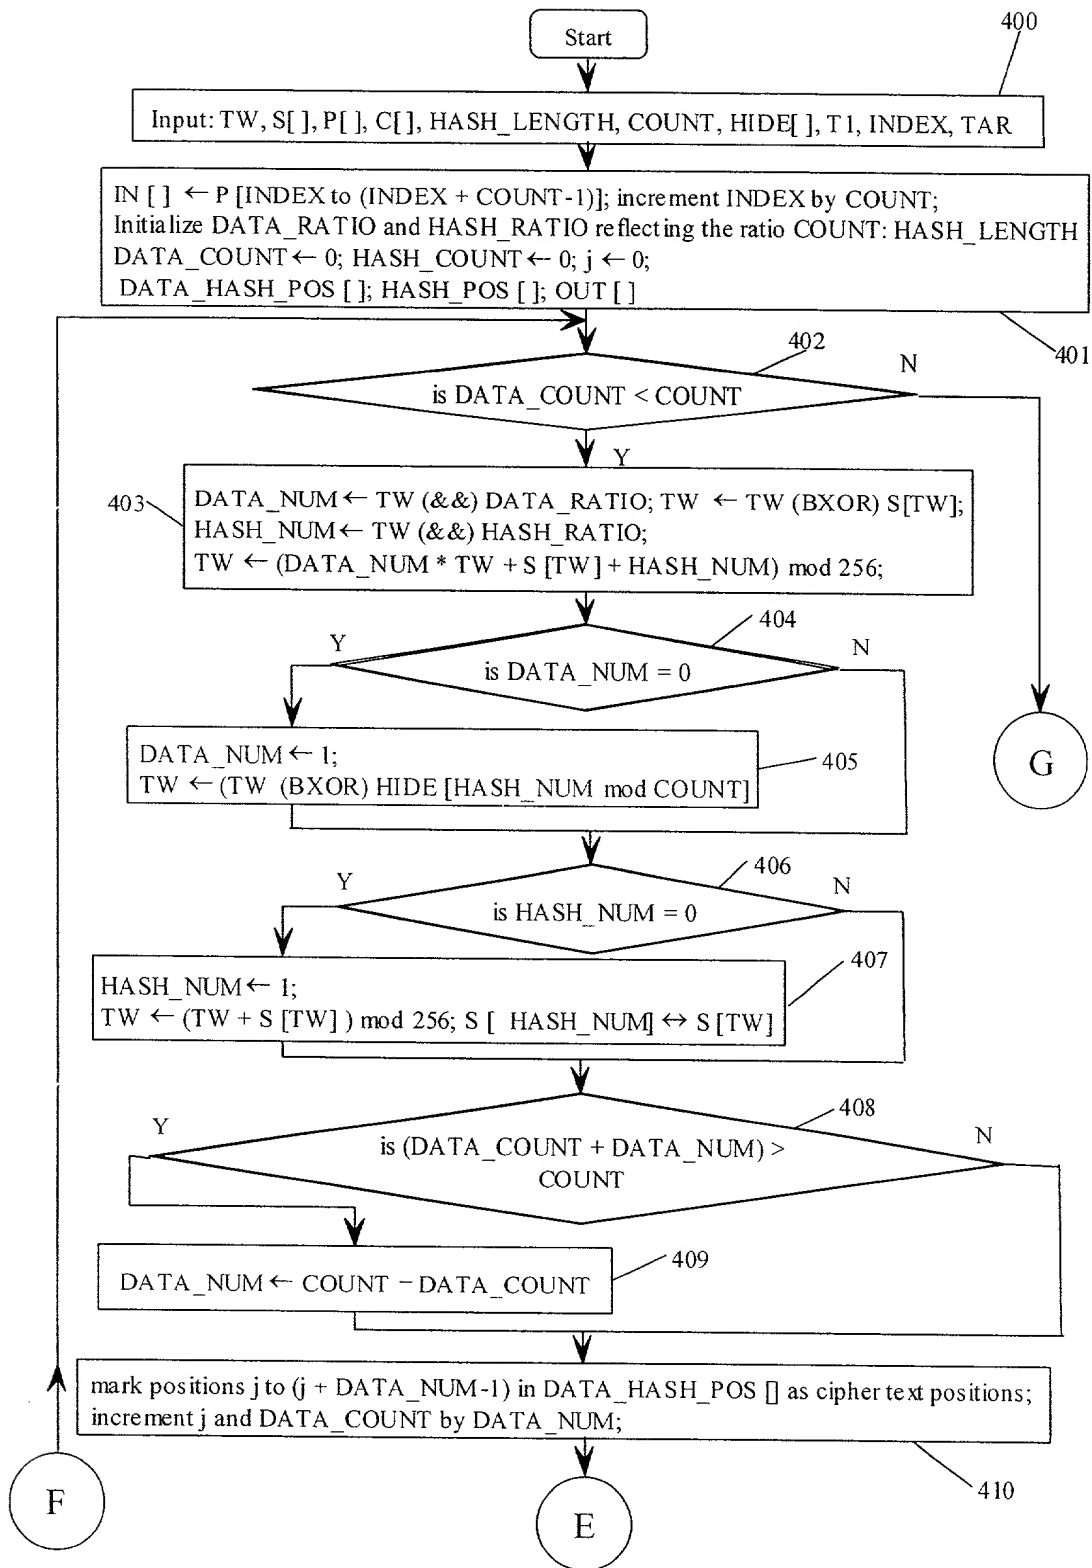 Start
400
Input: TW, S[ ], P[ ], C[], HASH_LENGTH, COUNT, HIDE[ ], T1, INDEX, TAR
IN [ ] ← P [INDEX to (INDEX + COUNT-1)]; increment INDEX by COUNT;
Initialize DATA_RATIO and HASH_RATIO reflecting the ratio COUNT: HASH_LENGTH
DATA_COUNT← 0; HASH_COUNT← 0; j ← 0;
DATA_HASH_POS [ ]; HASH_POS [ ]; OUT [ ]
401
402
N
is DATA_COUNT < COUNT
Y
403
DATA_NUM← TW (&&) DATA_RATIO; TW ← TW (BXOR) S[TW];
HASH_NUM← TW (&&) HASH_RATIO;
TW ← (DATA_NUM * TW + S [TW] + HASH_NUM) mod 256;
404
Y
N
is DATA_NUM = 0
DATA_NUM ← 1;
TW ← (TW (BXOR) HIDE [HASH_NUM mod COUNT]
405
G
406
Y
N
is HASH_NUM = 0
407
HASH_NUM ← 1;
TW ← (TW + S [TW] ) mod 256; S [ HASH_NUM] ↔ S [TW]
408
Y
N
is (DATA_COUNT + DATA_NUM) >
COUNT
409
DATA_NUM ← COUNT – DATA_COUNT
mark positions j to (j + DATA_NUM-1) in DATA_HASH_POS [] as cipher text positions;
increment j and DATA_COUNT by DATA_NUM;
410
F
E